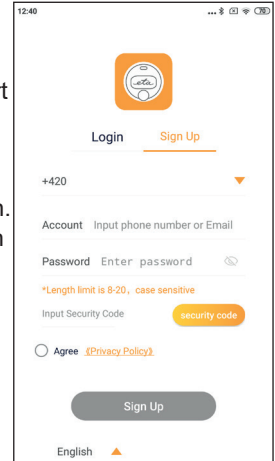 12:40
... 70
eta
Login Sign Up
+420
t
Account Input phone number or Email
n.
Password Enter password
*Length limit is 8-20, case sensitive
Input Security Code security code
Agree 《Privacy Policy》
Sign Up
English